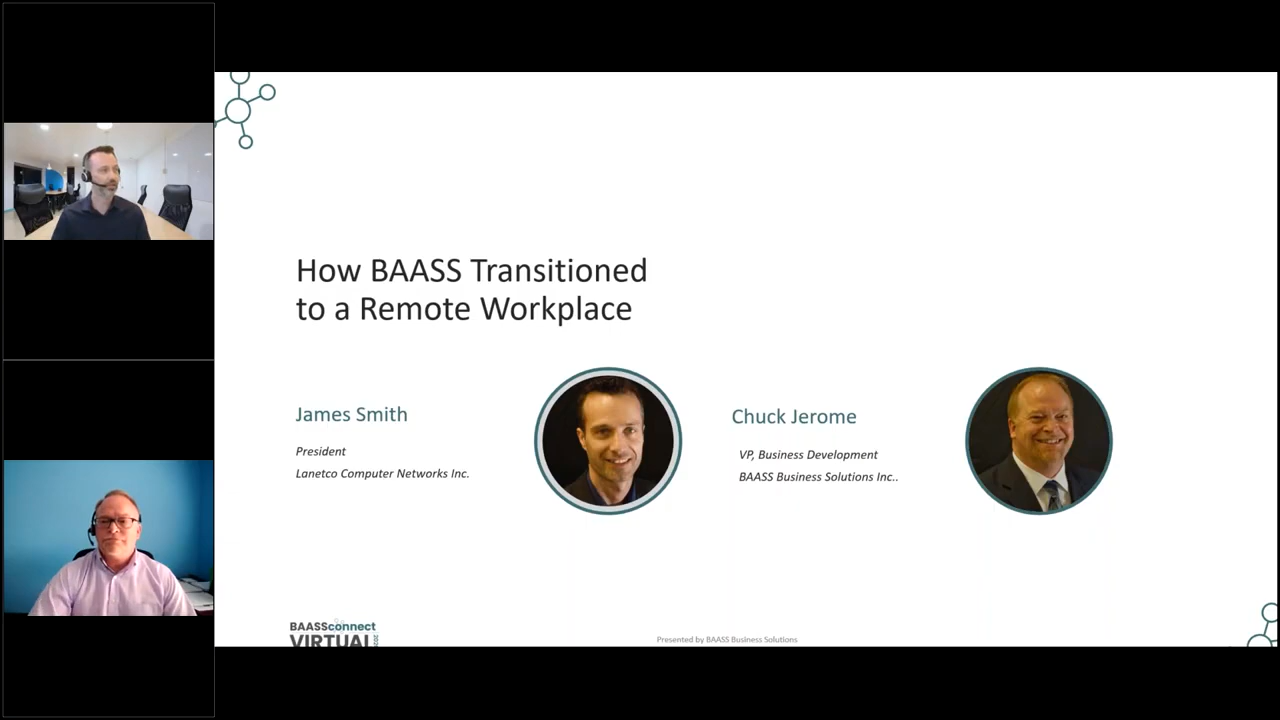 How BAASS Transitioned
to a Remote Workplace
James Smith
President
Lanetco Computer Networks Inc.
Chuck Jerome
VP, Business Development
BAASS Business Solutions Inc..
BAASSconnect
VIRTUAL
Presented by BAASS Business Solutions